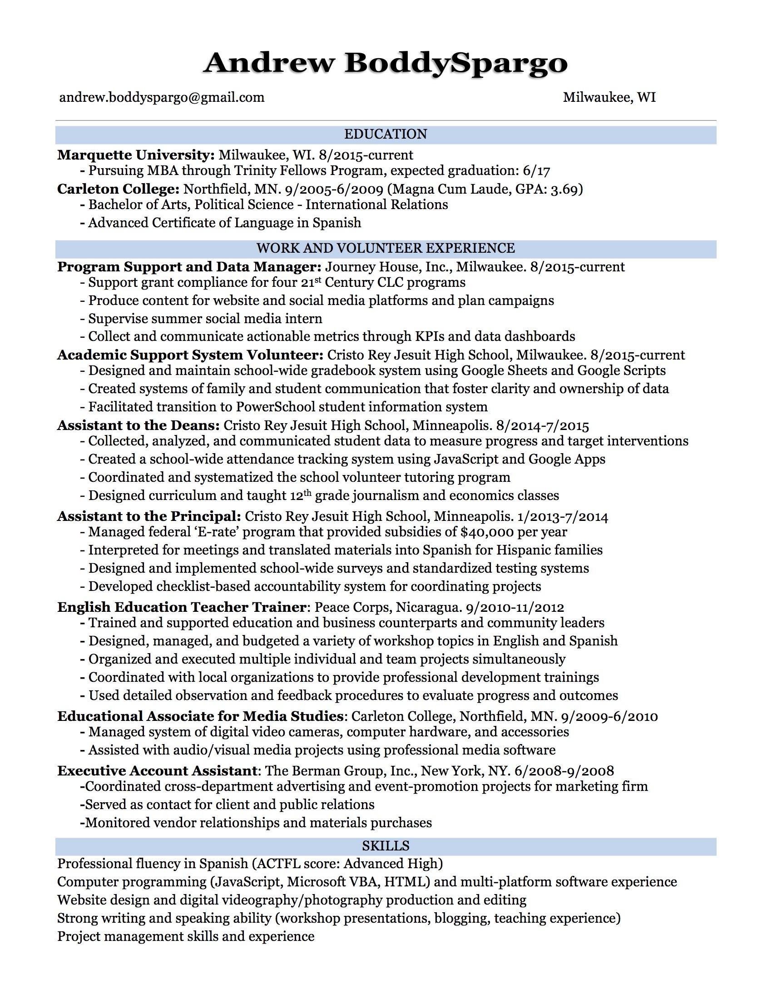 Andrew BoddySpargo
andrew.boddyspargo@gmail.com Milwaukee, WI
EDUCATION
Marquette University: Milwaukee, WI. 8/2015-current
- Pursuing MBA through Trinity Fellows Program, expected graduation: 6/17
Carleton College: Northfield, MN. 9/2005-6/2009 (Magna Cum Laude, GPA: 3.69)
- Bachelor of Arts, Political Science - International Relations
- Advanced Certificate of Language in Spanish
WORK AND VOLUNTEER EXPERIENCE
Program Support and Data Manager: Journey House, Inc., Milwaukee. 8/2015-current
- Support grant compliance for four 21st Century CLC programs
- Produce content for website and social media platforms and plan campaigns
- Supervise summer social media intern
- Collect and communicate actionable metrics through KPIs and data dashboards
Academic Support System Volunteer: Cristo Rey Jesuit High School, Milwaukee. 8/2015-current
- Designed and maintain school-wide gradebook system using Google Sheets and Google Scripts
- Created systems of family and student communication that foster clarity and ownership of data
- Facilitated transition to PowerSchool student information system
Assistant to the Deans: Cristo Rey Jesuit High School, Minneapolis. 8/2014-7/2015
- Collected, analyzed, and communicated student data to measure progress and target interventions
- Created a school-wide attendance tracking system using JavaScript and Google Apps
- Coordinated and systematized the school volunteer tutoring program
- Designed curriculum and taught 12th grade journalism and economics classes
Assistant to the Principal: Cristo Rey Jesuit High School, Minneapolis. 1/2013-7/2014
- Managed federal ‘E-rate’ program that provided subsidies of $40,000 per year
- Interpreted for meetings and translated materials into Spanish for Hispanic families
- Designed and implemented school-wide surveys and standardized testing systems
- Developed checklist-based accountability system for coordinating projects
English Education Teacher Trainer: Peace Corps, Nicaragua. 9/2010-11/2012
- Trained and supported education and business counterparts and community leaders
- Designed, managed, and budgeted a variety of workshop topics in English and Spanish
- Organized and executed multiple individual and team projects simultaneously
- Coordinated with local organizations to provide professional development trainings
- Used detailed observation and feedback procedures to evaluate progress and outcomes
Educational Associate for Media Studies: Carleton College, Northfield, MN. 9/2009-6/2010
- Managed system of digital video cameras, computer hardware, and accessories
- Assisted with audio/visual media projects using professional media software
Executive Account Assistant: The Berman Group, Inc., New York, NY. 6/2008-9/2008
-Coordinated cross-department advertising and event-promotion projects for marketing firm
-Served as contact for client and public relations
-Monitored vendor relationships and materials purchases
SKILLS
Professional fluency in Spanish (ACTFL score: Advanced High)
Computer programming (JavaScript, Microsoft VBA, HTML) and multi-platform software experience
Website design and digital videography/photography production and editing
Strong writing and speaking ability (workshop presentations, blogging, teaching experience)
Project management skills and experience